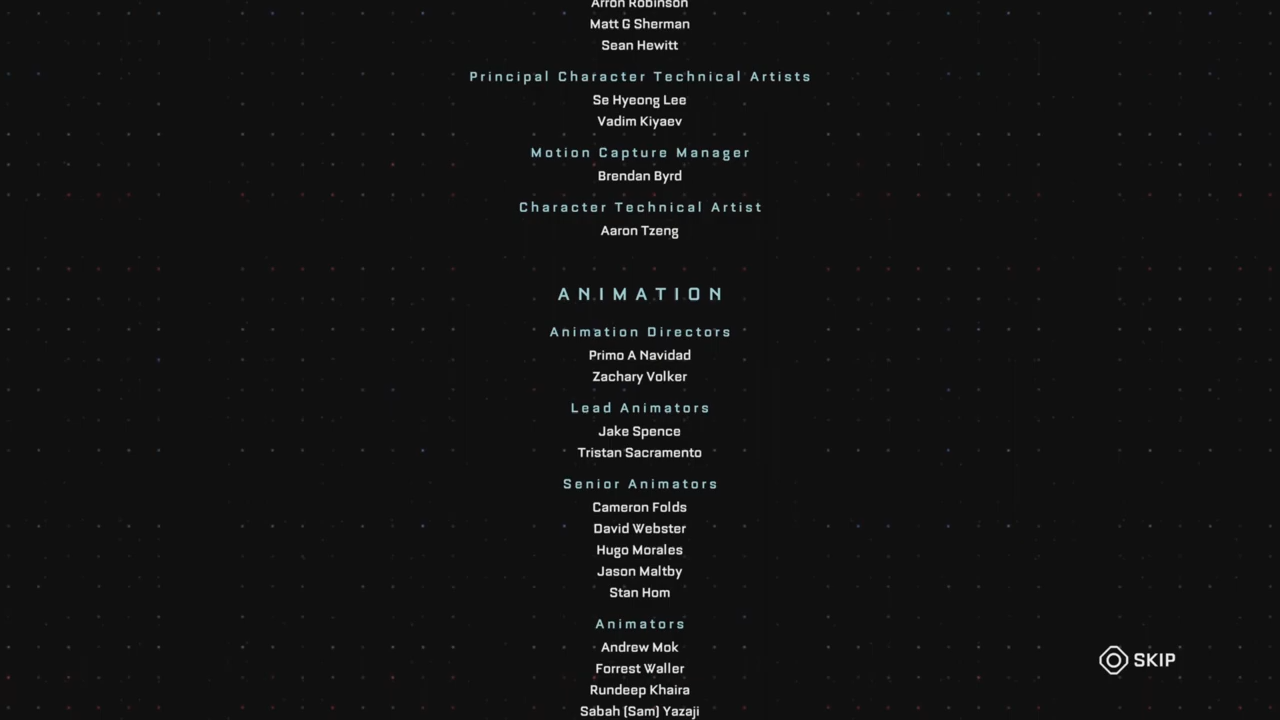 Arron Robinson
Matt G Sherman
Sean Hewitt
Principal Character Technical Artists
Se Hyeong Lee
Vadim Kiyaev
Motion Capture Manager
Brendan Byrd
Character Technical Artist
Aaron Tzeng
ANIMATION
Animation Directors
Primo A Navidad
Zachary Volker
Lead Animators
Jake Spence
Tristan Sacramento
Senior Animators
Cameron Folds
David Webster
Hugo Morales
Jason Maltby
Stan Hom
Animators
Andrew Mok
Forrest Waller
SKIP
Rundeep Khaira
Sabah (Sam) Yazaji